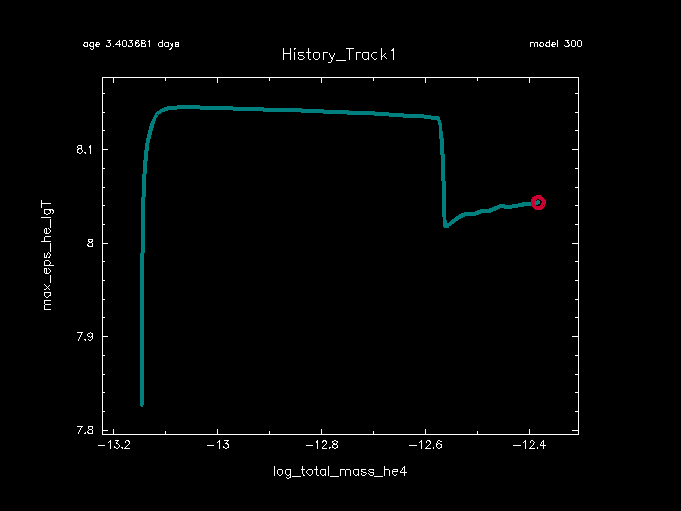 age 3.403681 days
model 300
History_Track1
8.1
8
7.9
7.8
max_eps_he_lgT
−13.2
−13
−12.8
−12.6
−12.4
log_total_mass_he4